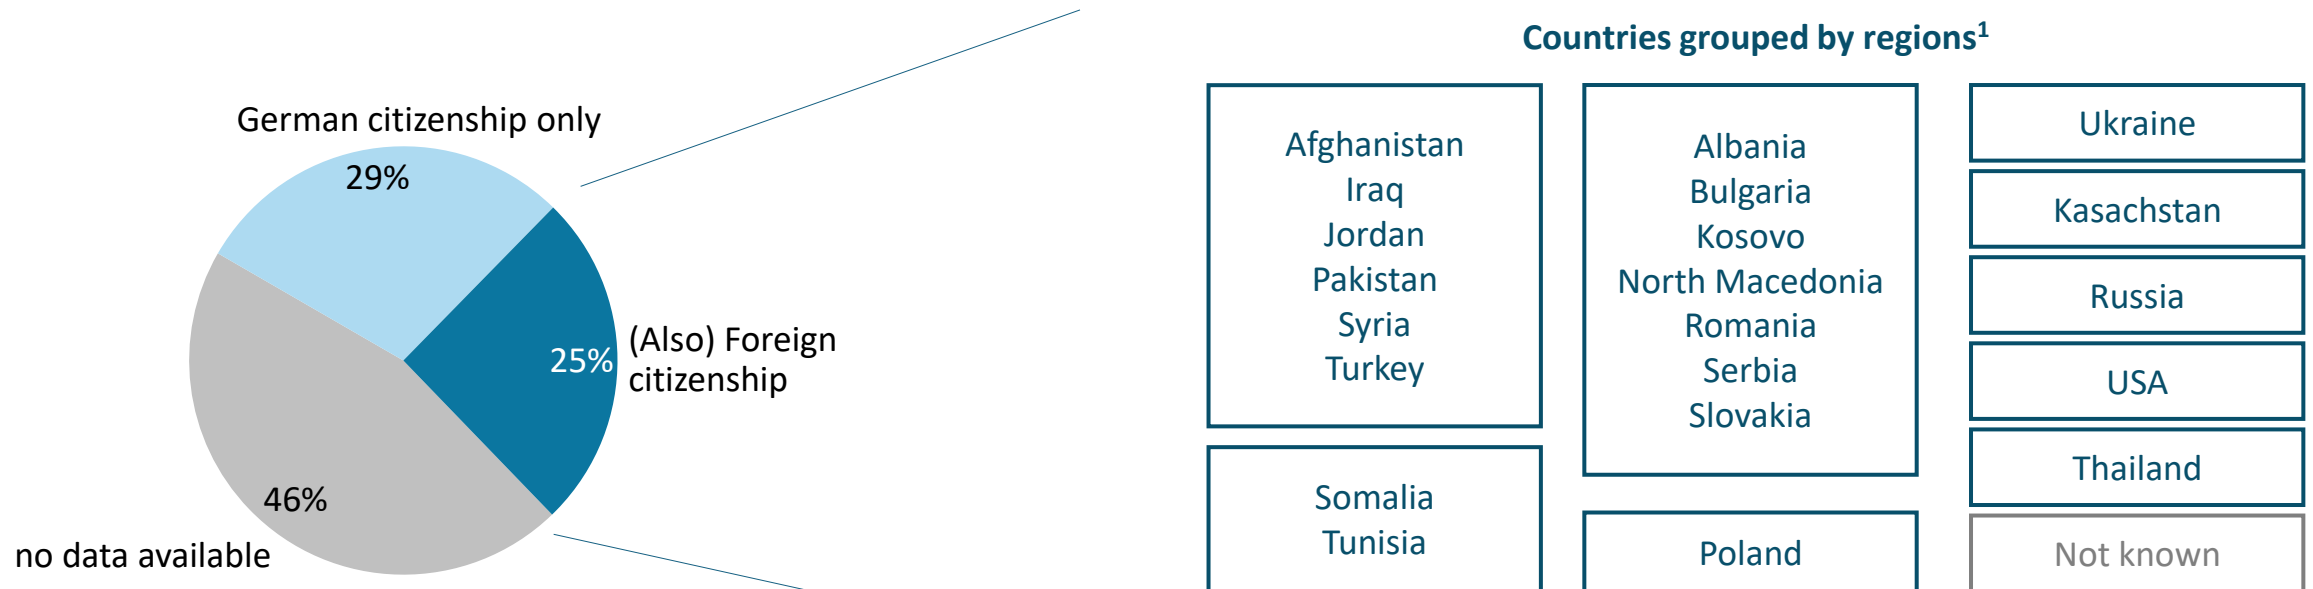 German citizenship only
29%
25%
(Also) Foreign
citizenship
46%
no data available
Countries grouped by regions¹
Afghanistan
Iraq
Jordan
Pakistan
Syria
Turkey
Somalia
Tunisia
Albania
Bulgaria
Kosovo
North Macedonia
Romania
Serbia
Slovakia
Poland
Ukraine
Kasachstan
Russia
USA
Thailand
Not known